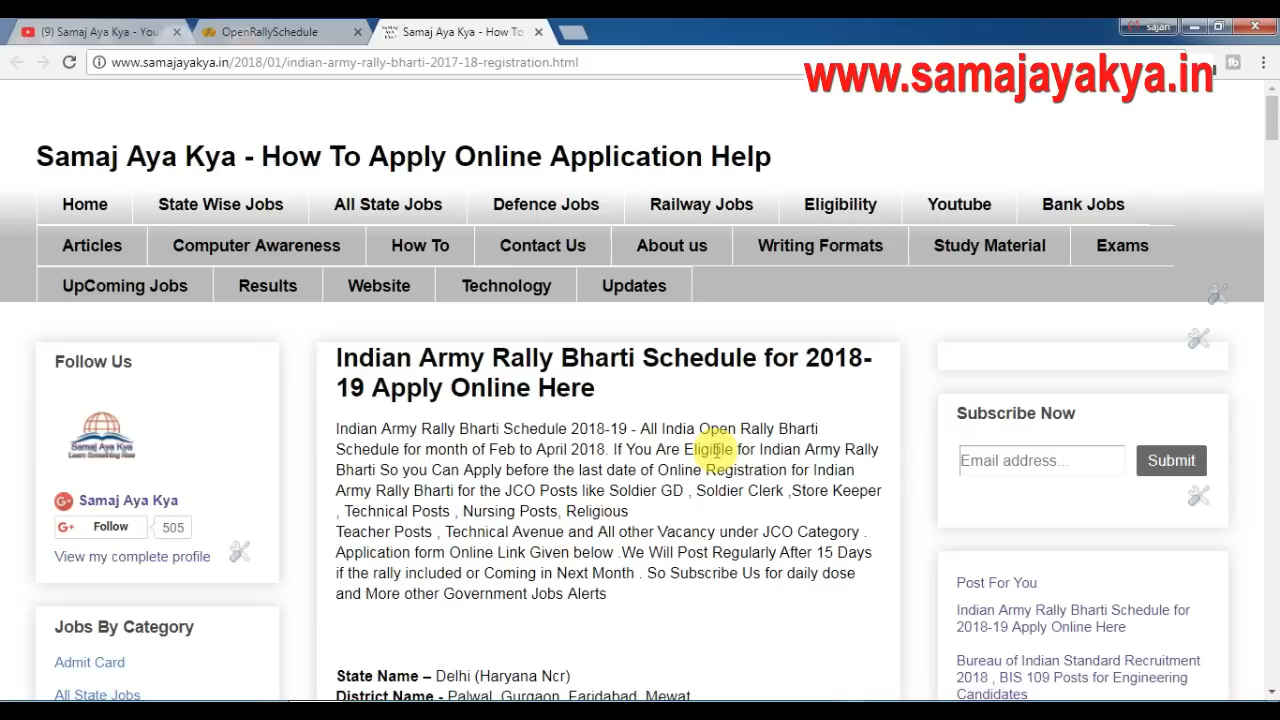 (9) Samaj Aya Kya - You
OpenRallySchedule
Samaj Aya Kya - How To
sajan
www.samajayakya.in/2018/01/indian-army-rally-bharti-2017-18-registration.html
www.samajayakya.in
Samaj Aya Kya - How To Apply Online Application Help
Home State Wise Jobs All State Jobs Defence Jobs Railway Jobs Eligibility Youtube Bank Jobs
Articles Computer Awareness How To Contact Us About us Writing Formats Study Material Exams
UpComing Jobs Results Website Technology Updates
Follow Us
Samaj Aya Kya
Learn Something New
Samaj Aya Kya
G+ Follow 505
View my complete profile
Jobs By Category
Admit Card
All State Jobs
Indian Army Rally Bharti Schedule for 2018-
19 Apply Online Here
Indian Army Rally Bharti Schedule 2018-19 - All India Open Rally Bharti
Schedule for month of Feb to April 2018. If You Are Eligible for Indian Army Rally
Bharti So you Can Apply before the last date of Online Registration for Indian
Army Rally Bharti for the JCO Posts like Soldier GD , Soldier Clerk ,Store Keeper
, Technical Posts , Nursing Posts, Religious
Teacher Posts , Technical Avenue and All other Vacancy under JCO Category .
Application form Online Link Given below .We Will Post Regularly After 15 Days
if the rally included or Coming in Next Month . So Subscribe Us for daily dose
and More other Government Jobs Alerts
State Name – Delhi (Haryana Ncr)
District Name - Palwal, Gurgaon, Faridabad, Mewat
Subscribe Now
Email address...
Submit
Post For You
Indian Army Rally Bharti Schedule for
2018-19 Apply Online Here
Bureau of Indian Standard Recruitment
2018 , BIS 109 Posts for Engineering
Candidates